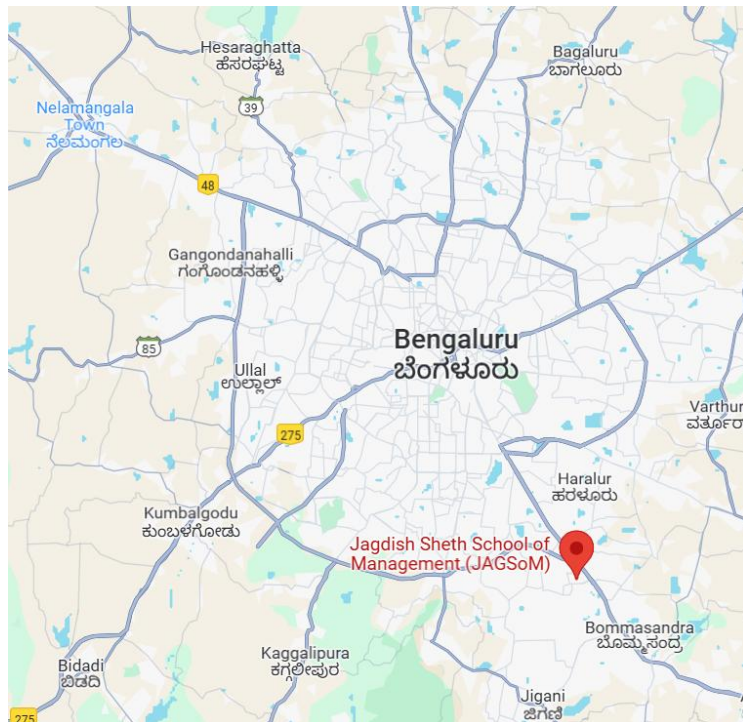 Hesaraghatta
ಹೆಸರಘಟ್ಟ
Bagaluru
ಬಾಗಲೂರು
Nelamangala
Town
ನೆಲಮಂಗಲ
39
48
Gangondanahalli
ಗಂಗೊಂಡನಹಳ್ಳಿ
Bengaluru
ಬೆಂಗಳೂರು
85
Ullal
ಉಲ್ಲಾಲ್
Varthur
ವರ್ತೂರ್
275
Haralur
ಹರಳೂರು
Kumbalgodu
ಕುಂಬಳಗೋಡು
Jagdish Sheth School of
Management (JAGSoM)
Bommasandra
ಬೊಮ್ಮಸಂದ್ರ
Kaggalipura
ಕಗ್ಗಲೀಪುರ
Bidadi
ಬಿಡದಿ
Jigani
ಜಿಗಣಿ
275